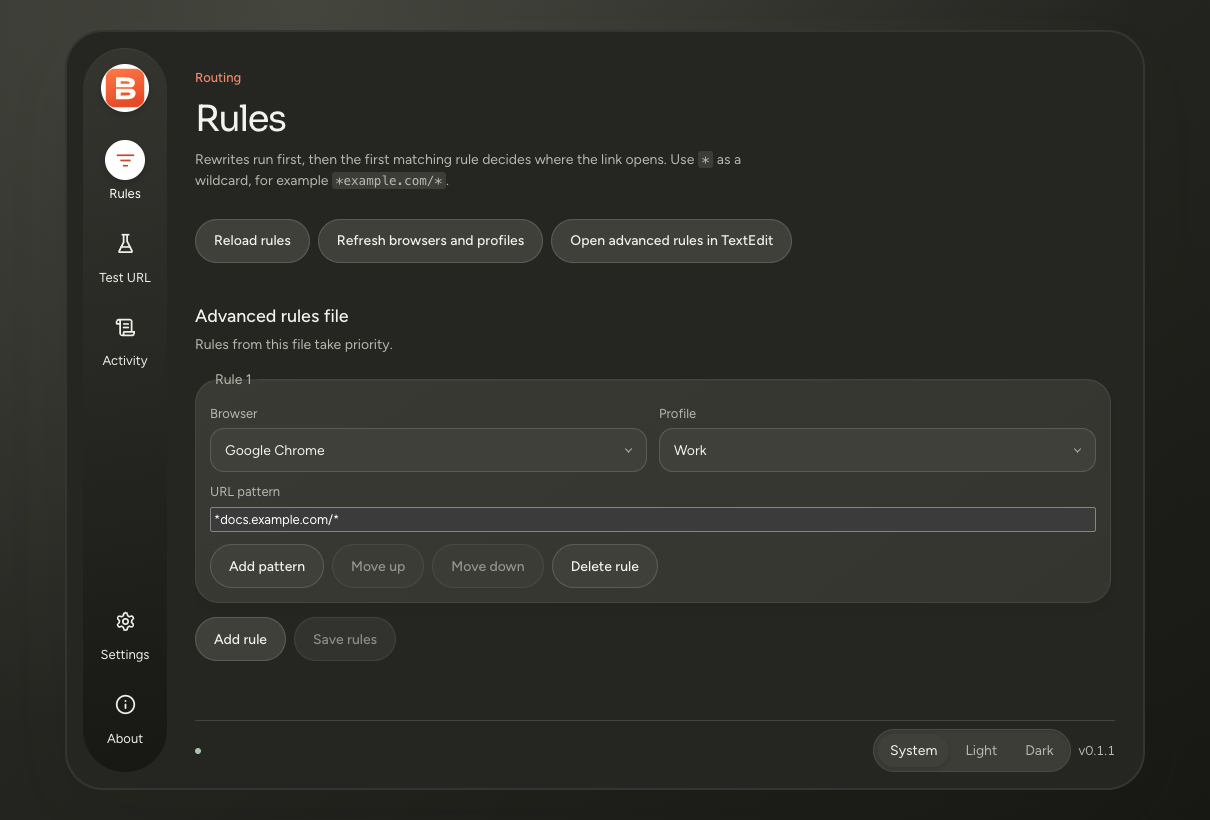 B
Rules
Test URL
Activity
Settings
About
Routing
Rules
Rewrites run first, then the first matching rule decides where the link opens. Use * as a
wildcard, for example *example.com/*.
Reload rules
Refresh browsers and profiles
Open advanced rules in TextEdit
Advanced rules file
Rules from this file take priority.
Rule 1
Browser
Profile
Google Chrome
Work
URL pattern
*docs.example.com/*
Add pattern
Move up
Move down
Delete rule
Add rule
Save rules
System
Light
Dark
v0.1.1